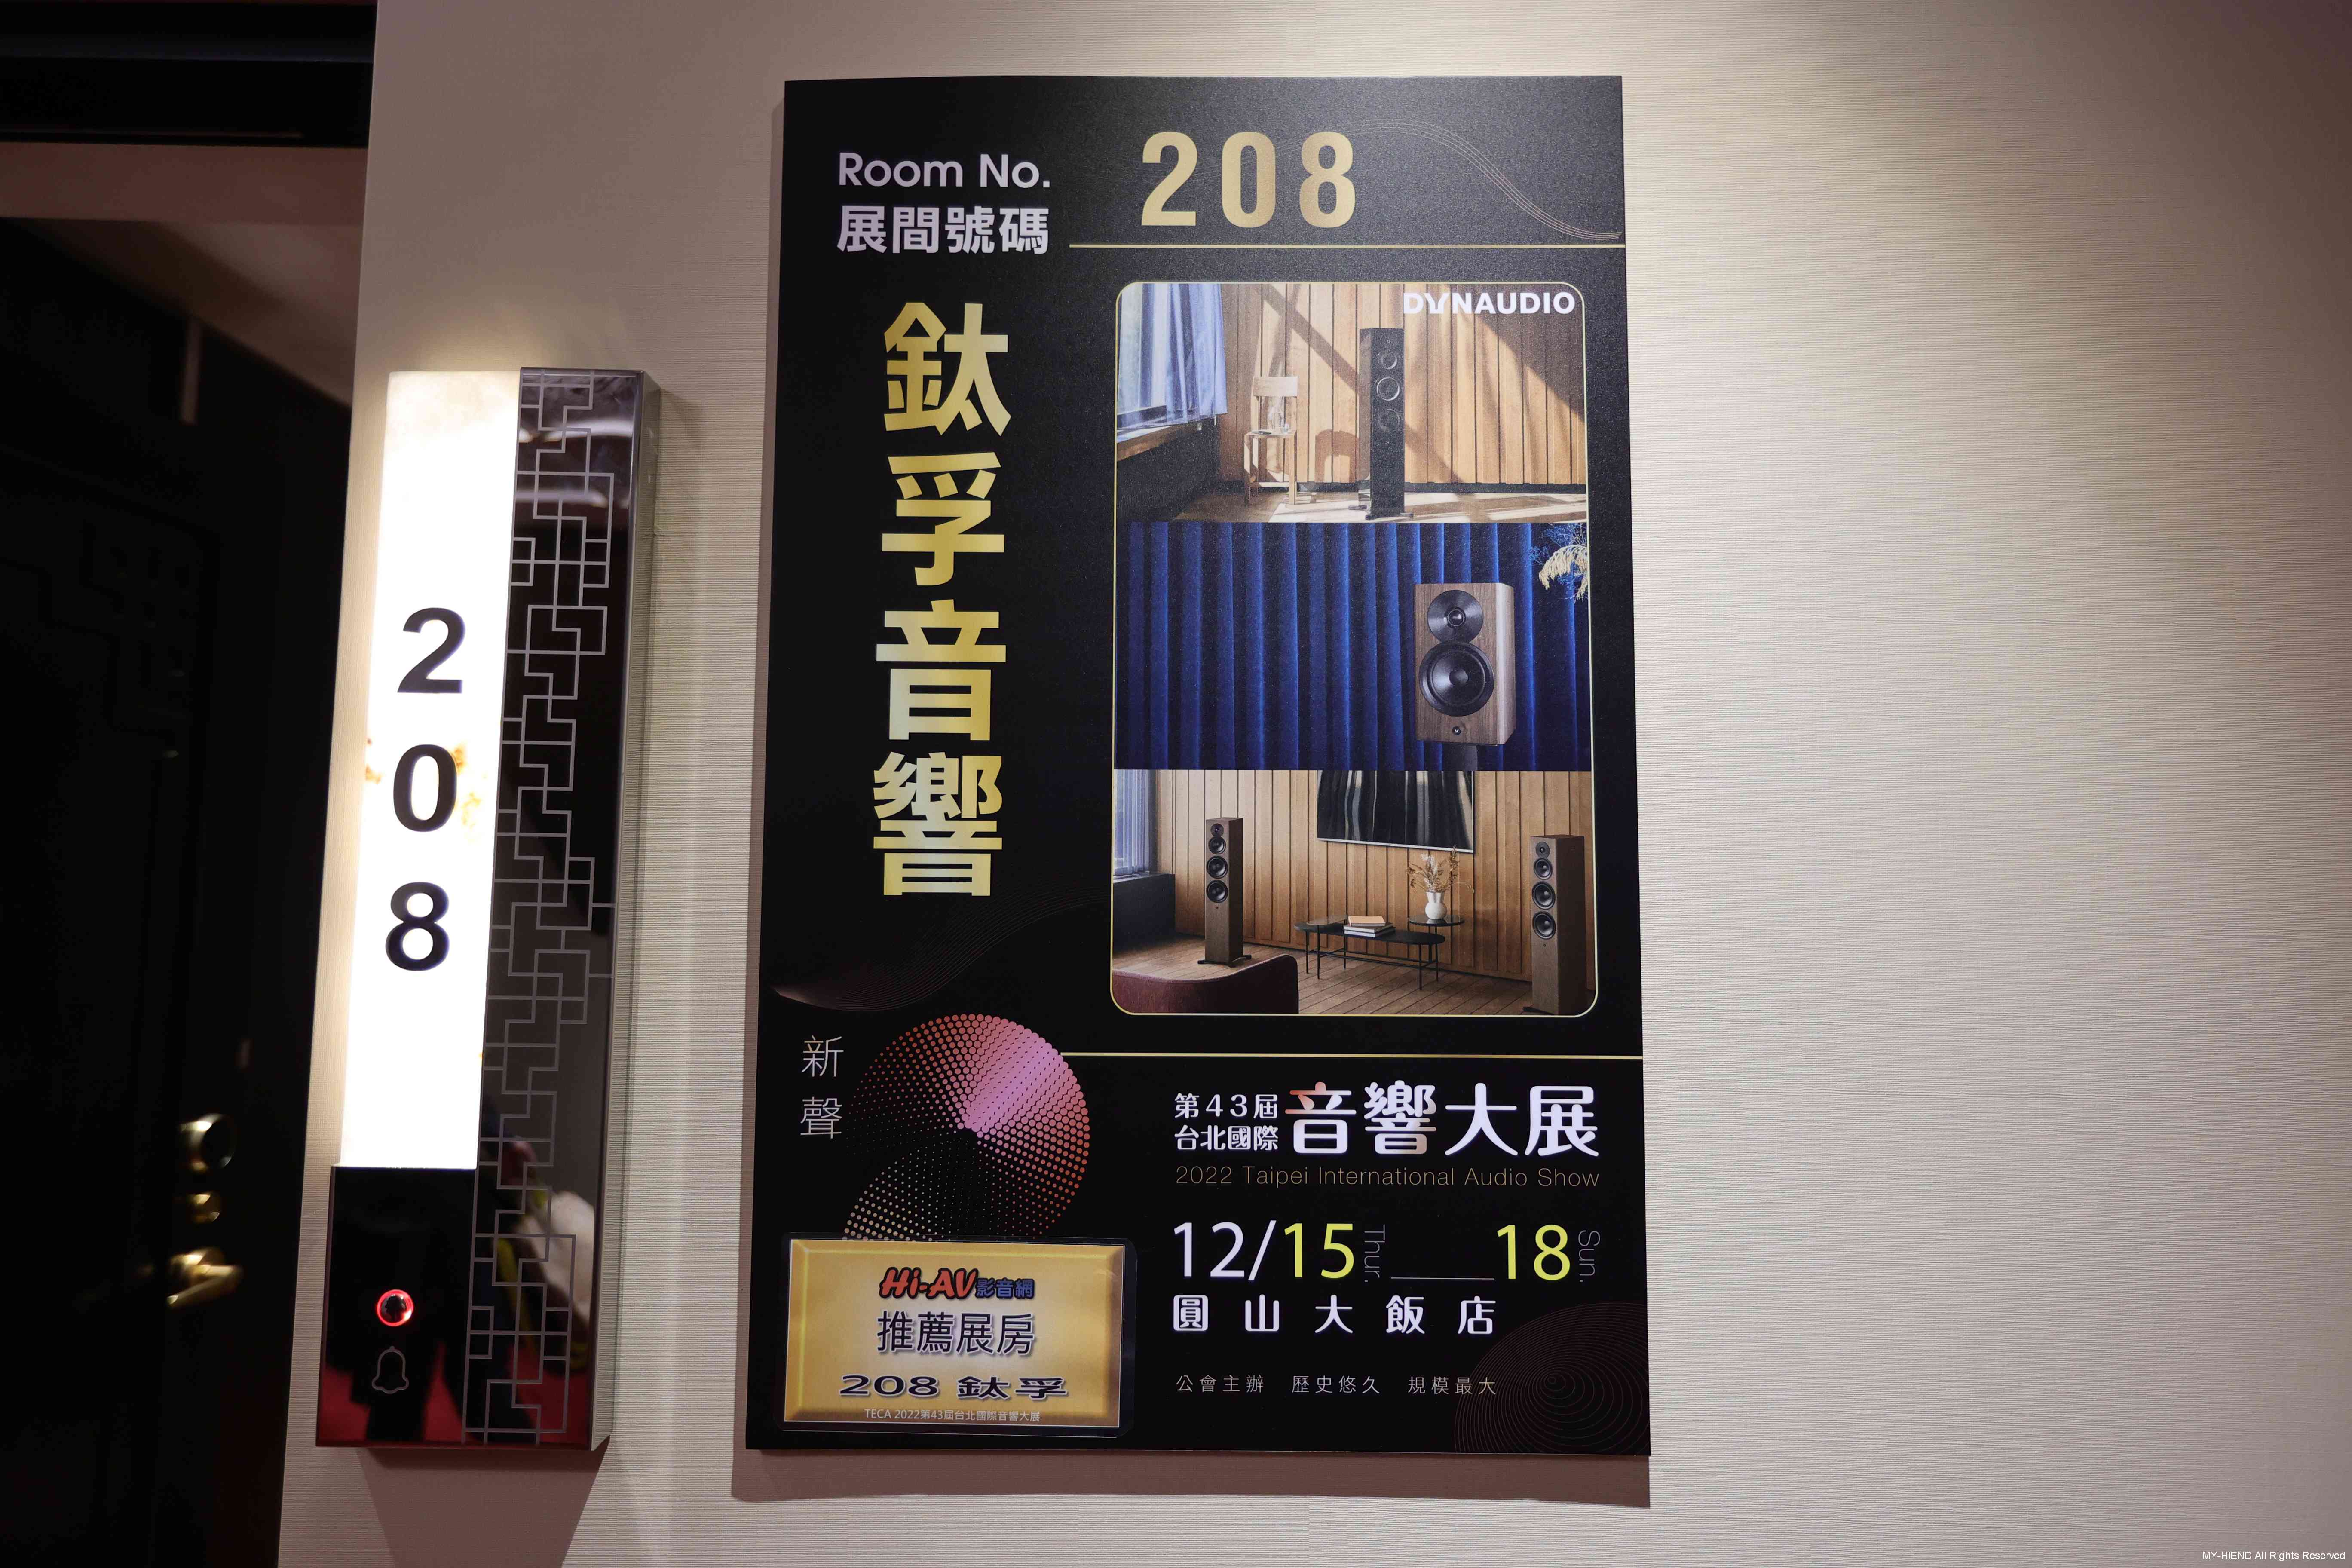 208
Room No.
展間號碼
208
鈦孚音響
DYNAUDIO
新聲
第43屆
台北國際
音響大展
2022 Taipei International Audio Show
12/15 Thur. 18 Sun.
圓山大飯店
公會主辦 歷史悠久 規模最大
Hi-AV影音網
推薦展房
208 鈦孚
TECA 2022第43屆台北國際音響大展
MY-HiEND All Rights Reserved